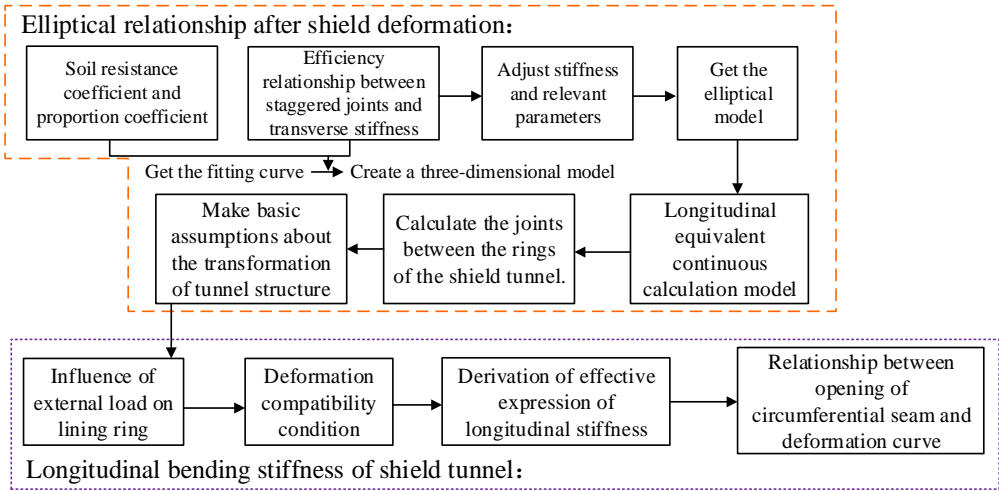 Elliptical relationship after shield deformation:
Soil resistance
coefficient and
proportion coefficient
Efficiency
relationship between
staggered joints and
transverse stiffness
Adjust stiffness
and relevant
parameters
Get the
elliptical
model
Get the fitting curve
Create a three-dimensional model
Make basic
assumptions about
the transformation
of tunnel structure
Calculate the joints
between the rings
of the shield tunnel.
Longitudinal
equivalent
continuous
calculation model
Influence of
external load on
lining ring
Deformation
compatibility
condition
Derivation of effective
expression of
longitudinal stiffness
Relationship between
opening of
circumferential seam and
deformation curve
Longitudinal bending stiffness of shield tunnel: